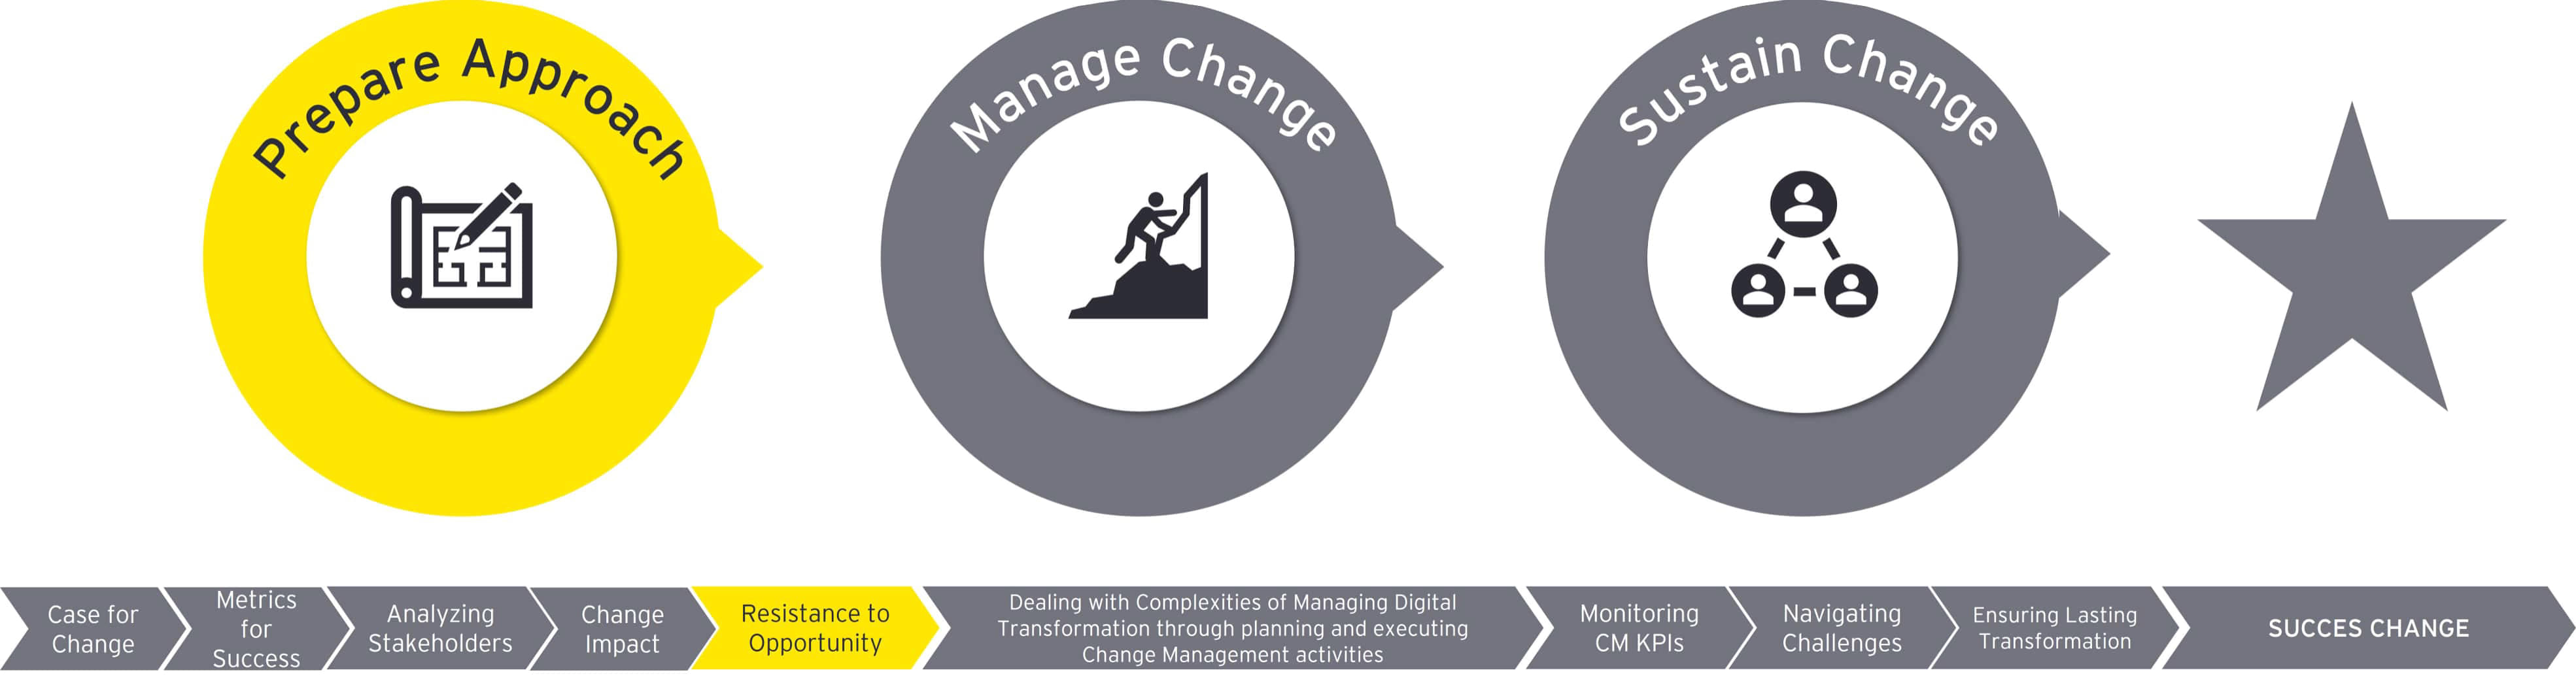 Prepare Approach
Manage Change
Sustain Change
Case for
Change
Metrics
for
Success
Analyzing
Stakeholders
Change
Impact
Resistance to
Opportunity
Dealing with Complexities of Managing Digital
Transformation through planning and executing
Change Management activities
Monitoring
CM KPIs
Navigating
Challenges
Ensuring Lasting
Transformation
SUCCES CHANGE